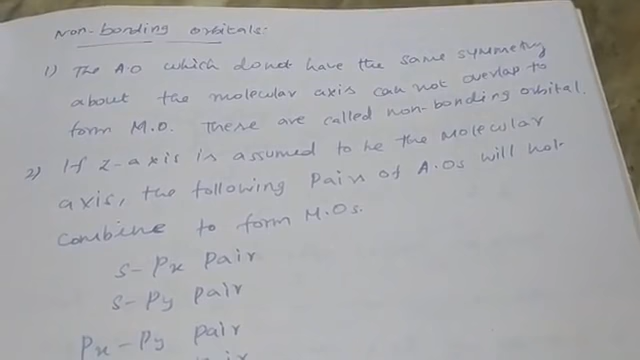 Non-bonding orbitals:
1) The A.O which donot have the same symmetry
about the molecular axis can not overlap to
form M.O. These are called non-bonding orbital.
2) If z-axis is assumed to be the Molecular
axis, the following Pairs of A.Os will not
combine to form M.Os.
s-Px pair
s-Py pair
Px-Py pair
pair